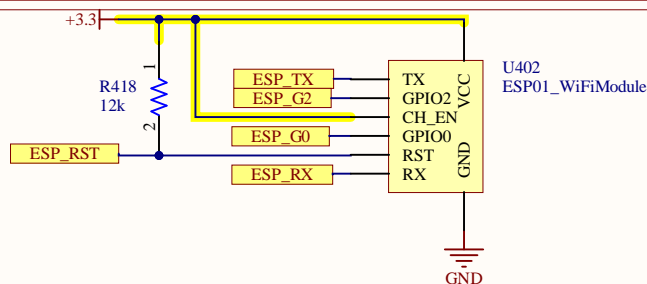 +3.3
U402
ESP01_WiFiModule
1
R418
12k
2
ESP_TX
TX
VCC
ESP_G2
GPIO2
CH_EN
ESP_G0
GPIO0
ESP_RST
RST
GND
ESP_RX
RX
GND